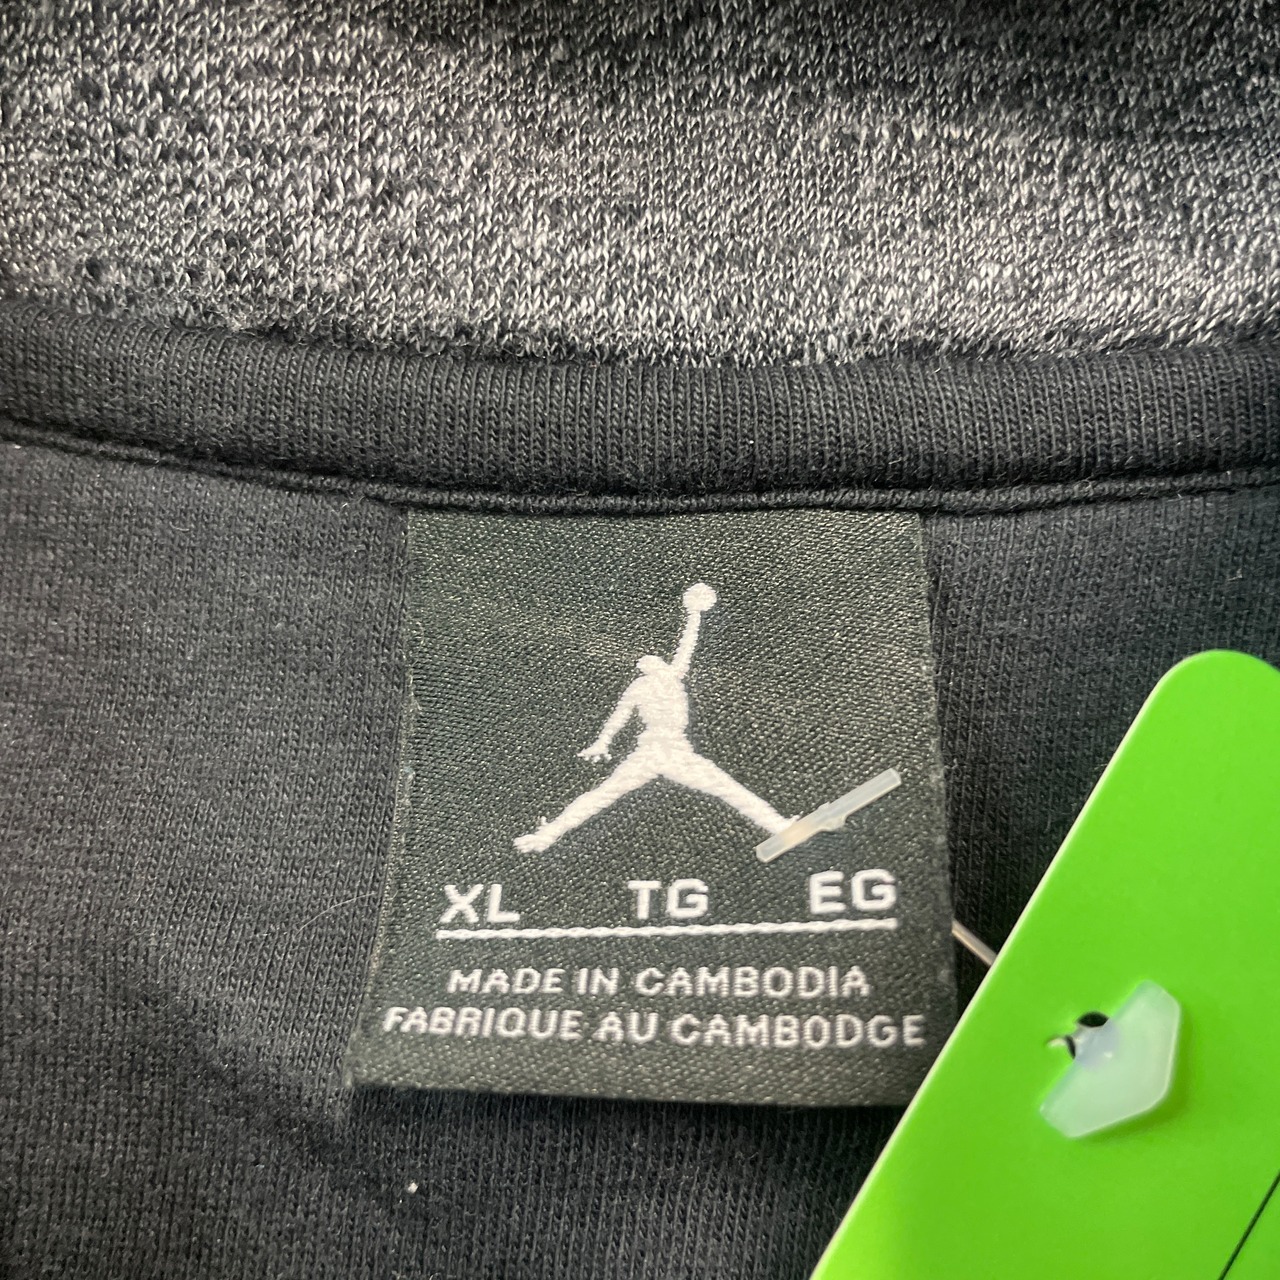 XL TG EG
MADE IN CAMBODIA
FABRIQUE AU CAMBODGE